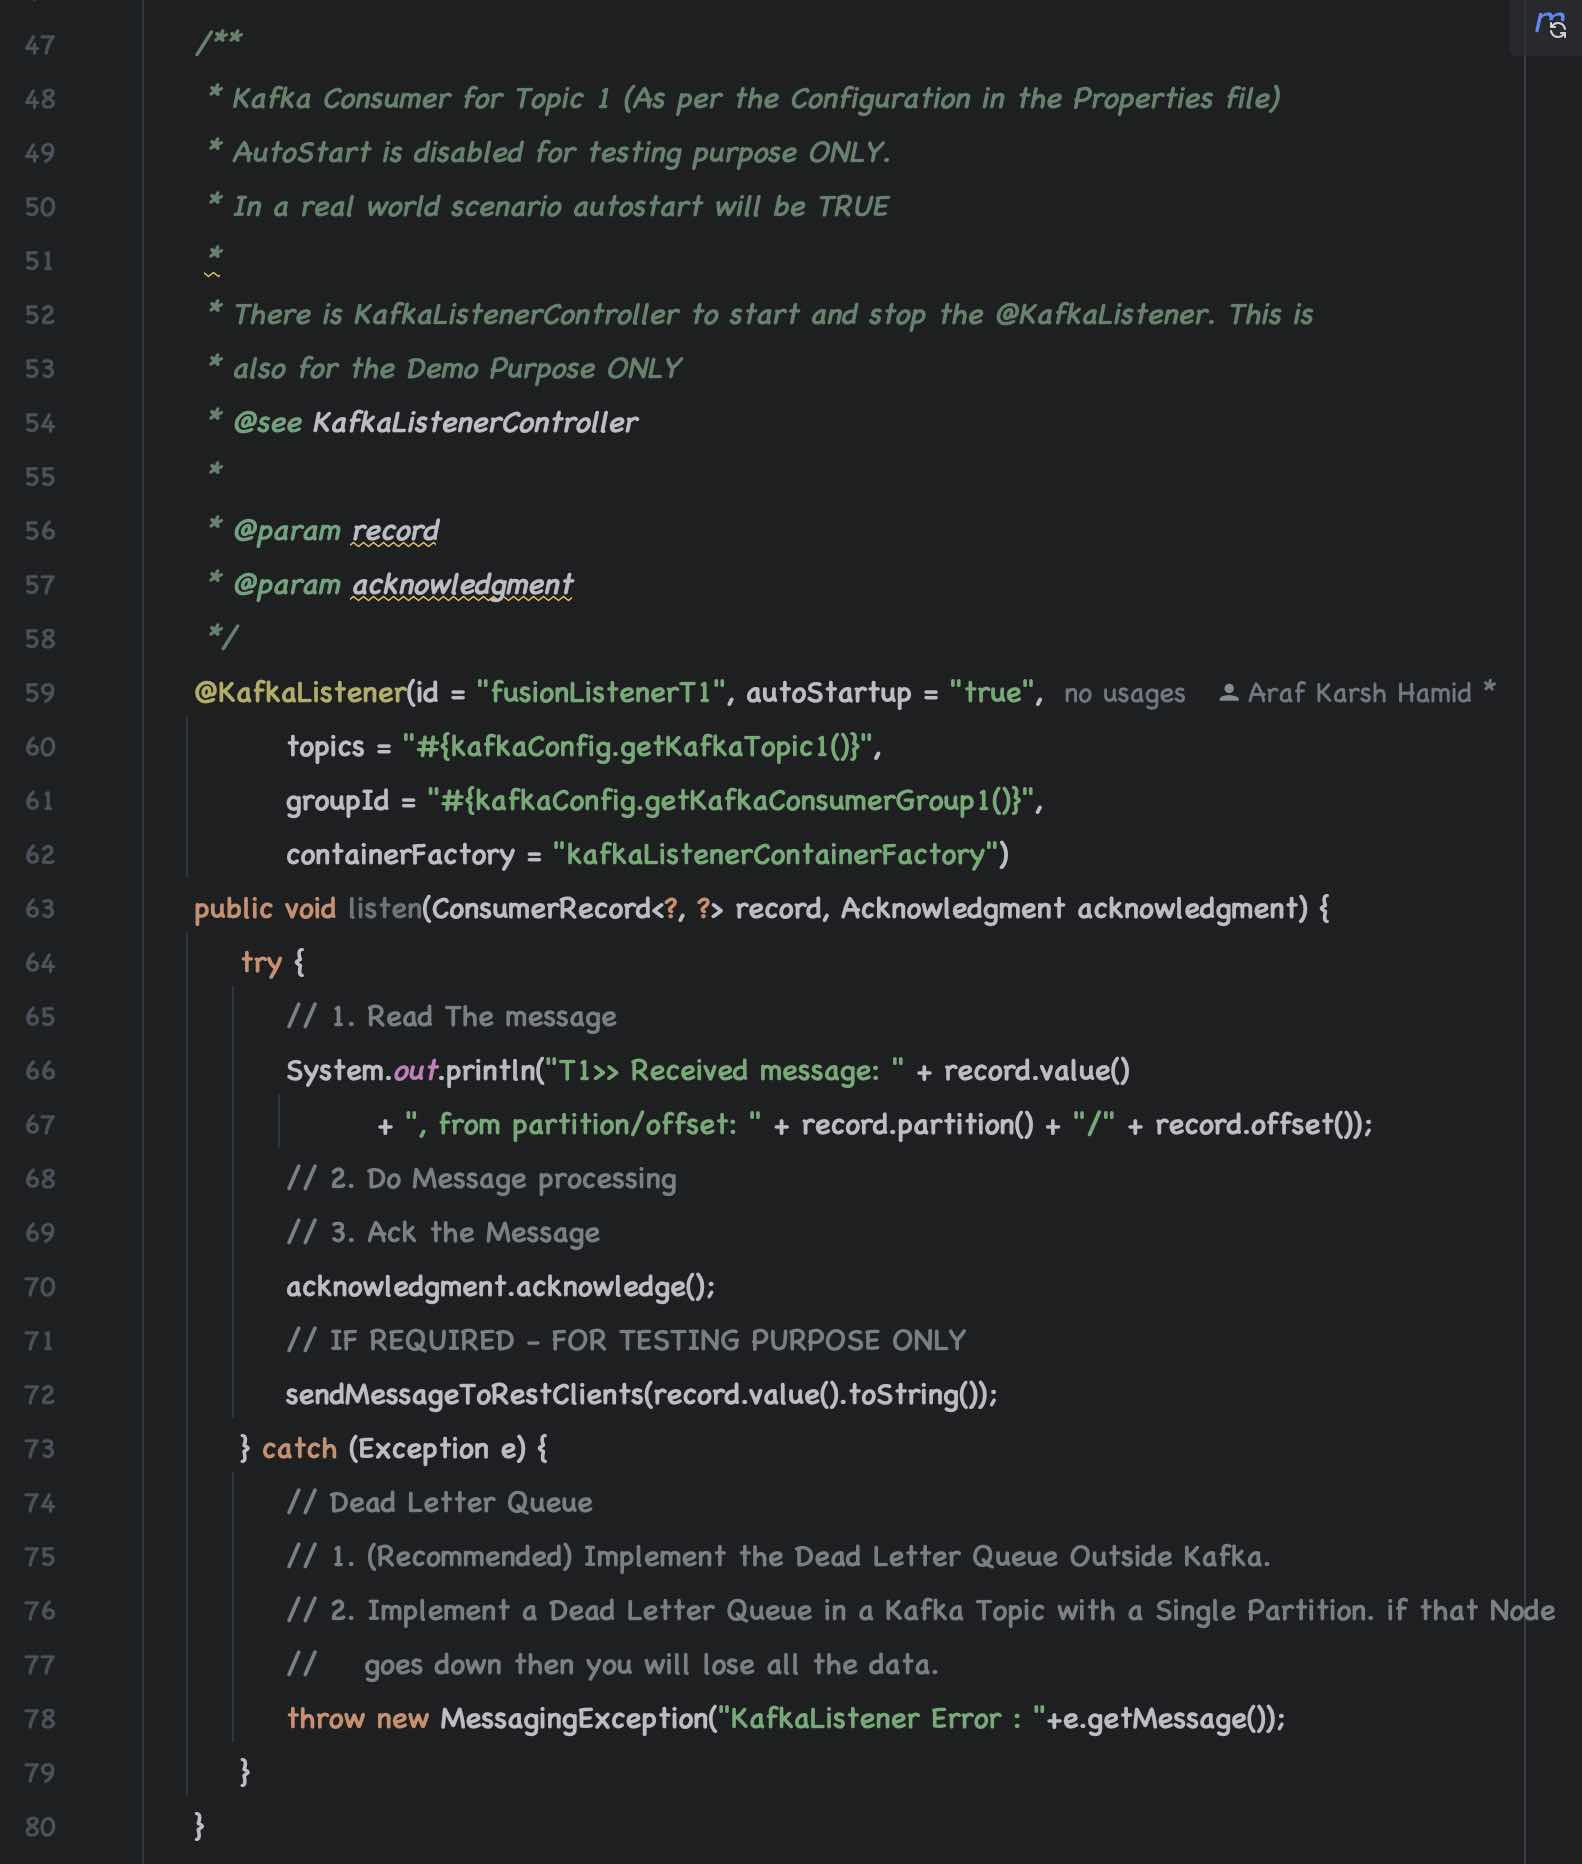 47 /**
48 * Kafka Consumer for Topic 1 (As per the Configuration in the Properties file)
49 * AutoStart is disabled for testing purpose ONLY.
50 * In a real world scenario autostart will be TRUE
51 *
52 * There is KafkaListenerController to start and stop the @KafkaListener. This is
53 * also for the Demo Purpose ONLY
54 * @see KafkaListenerController
55 *
56 * @param record
57 * @param acknowledgment
58 */
59 @KafkaListener(id = "fusionListenerT1", autoStartup = "true", no usages Araf Karsh Hamid *
60 topics = "#{kafkaConfig.getKafkaTopic1()}",
61 groupId = "#{kafkaConfig.getKafkaConsumerGroup1()}",
62 containerFactory = "kafkaListenerContainerFactory")
63 public void listen(ConsumerRecord<?, ?> record, Acknowledgment acknowledgment) {
64 try {
65 // 1. Read The message
66 System.out.println("T1>> Received message: " + record.value()
67 + ", from partition/offset: " + record.partition() + "/" + record.offset());
68 // 2. Do Message processing
69 // 3. Ack the Message
70 acknowledgment.acknowledge();
71 // IF REQUIRED - FOR TESTING PURPOSE ONLY
72 sendMessageToRestClients(record.value().toString());
73 } catch (Exception e) {
74 // Dead Letter Queue
75 // 1. (Recommended) Implement the Dead Letter Queue Outside Kafka.
76 // 2. Implement a Dead Letter Queue in a Kafka Topic with a Single Partition. if that Node
77 // goes down then you will lose all the data.
78 throw new MessagingException("KafkaListener Error : "+e.getMessage());
79 }
80 }